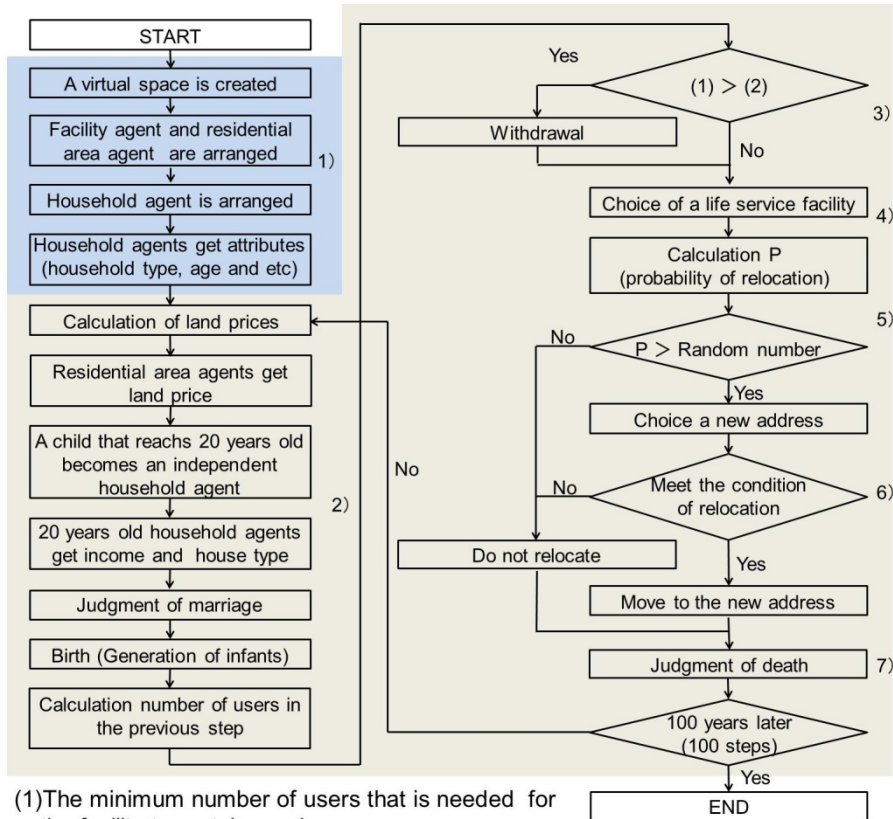 START
A virtual space is created
Facility agent and residential
area agent are arranged
1)
Household agent is arranged
Household agents get attributes
(household type, age and etc)
Calculation of land prices
Residential area agents get
land price
A child that reachs 20 years old
becomes an independent
household agent
2)
20 years old household agents
get income and house type
Judgment of marriage
Birth (Generation of infants)
Calculation number of users in
the previous step
Yes
(1) > (2)
3)
Withdrawal
No
Choice of a life service facility
4)
Calculation P
(probability of relocation)
5)
No
P > Random number
Yes
Choice a new address
No
No
Meet the condition
of relocation
6)
Do not relocate
Yes
Move to the new address
Judgment of death
7)
100 years later
(100 steps)
Yes
END
(1)The minimum number of users that is needed for